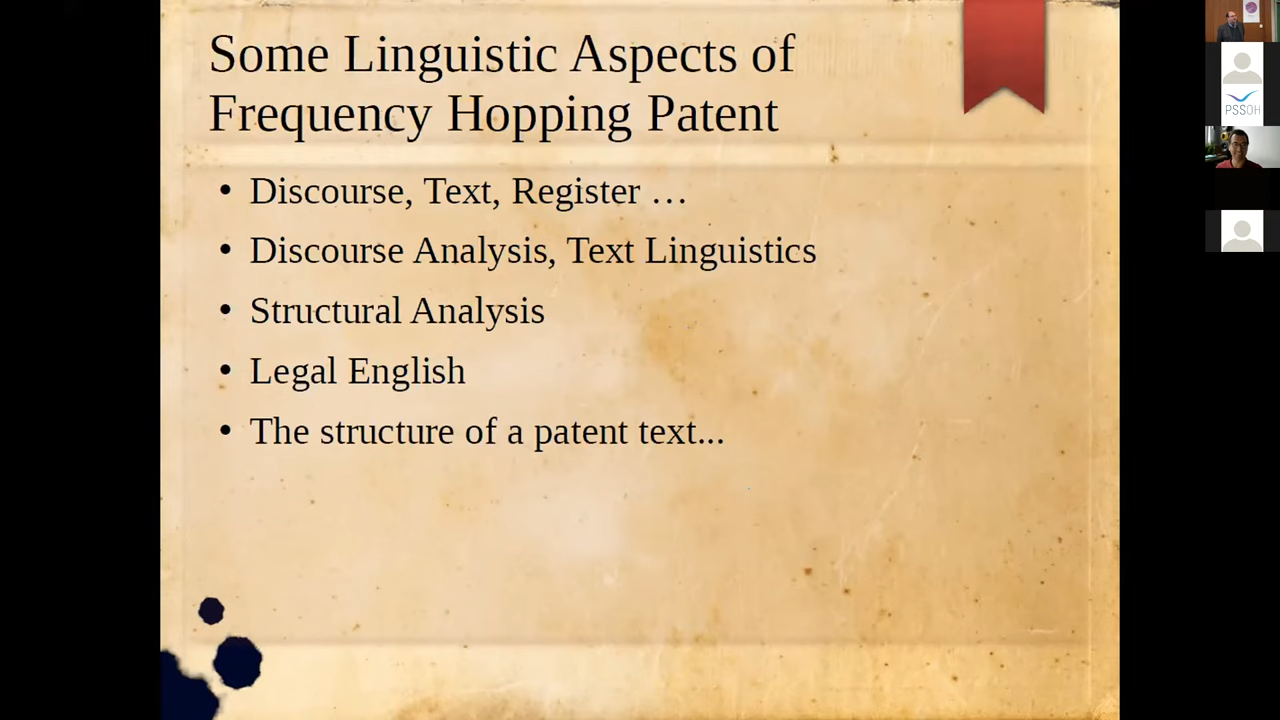 Some Linguistic Aspects of
Frequency Hopping Patent
• Discourse, Text, Register …
• Discourse Analysis, Text Linguistics
• Structural Analysis
• Legal English
• The structure of a patent text...
PSSOH